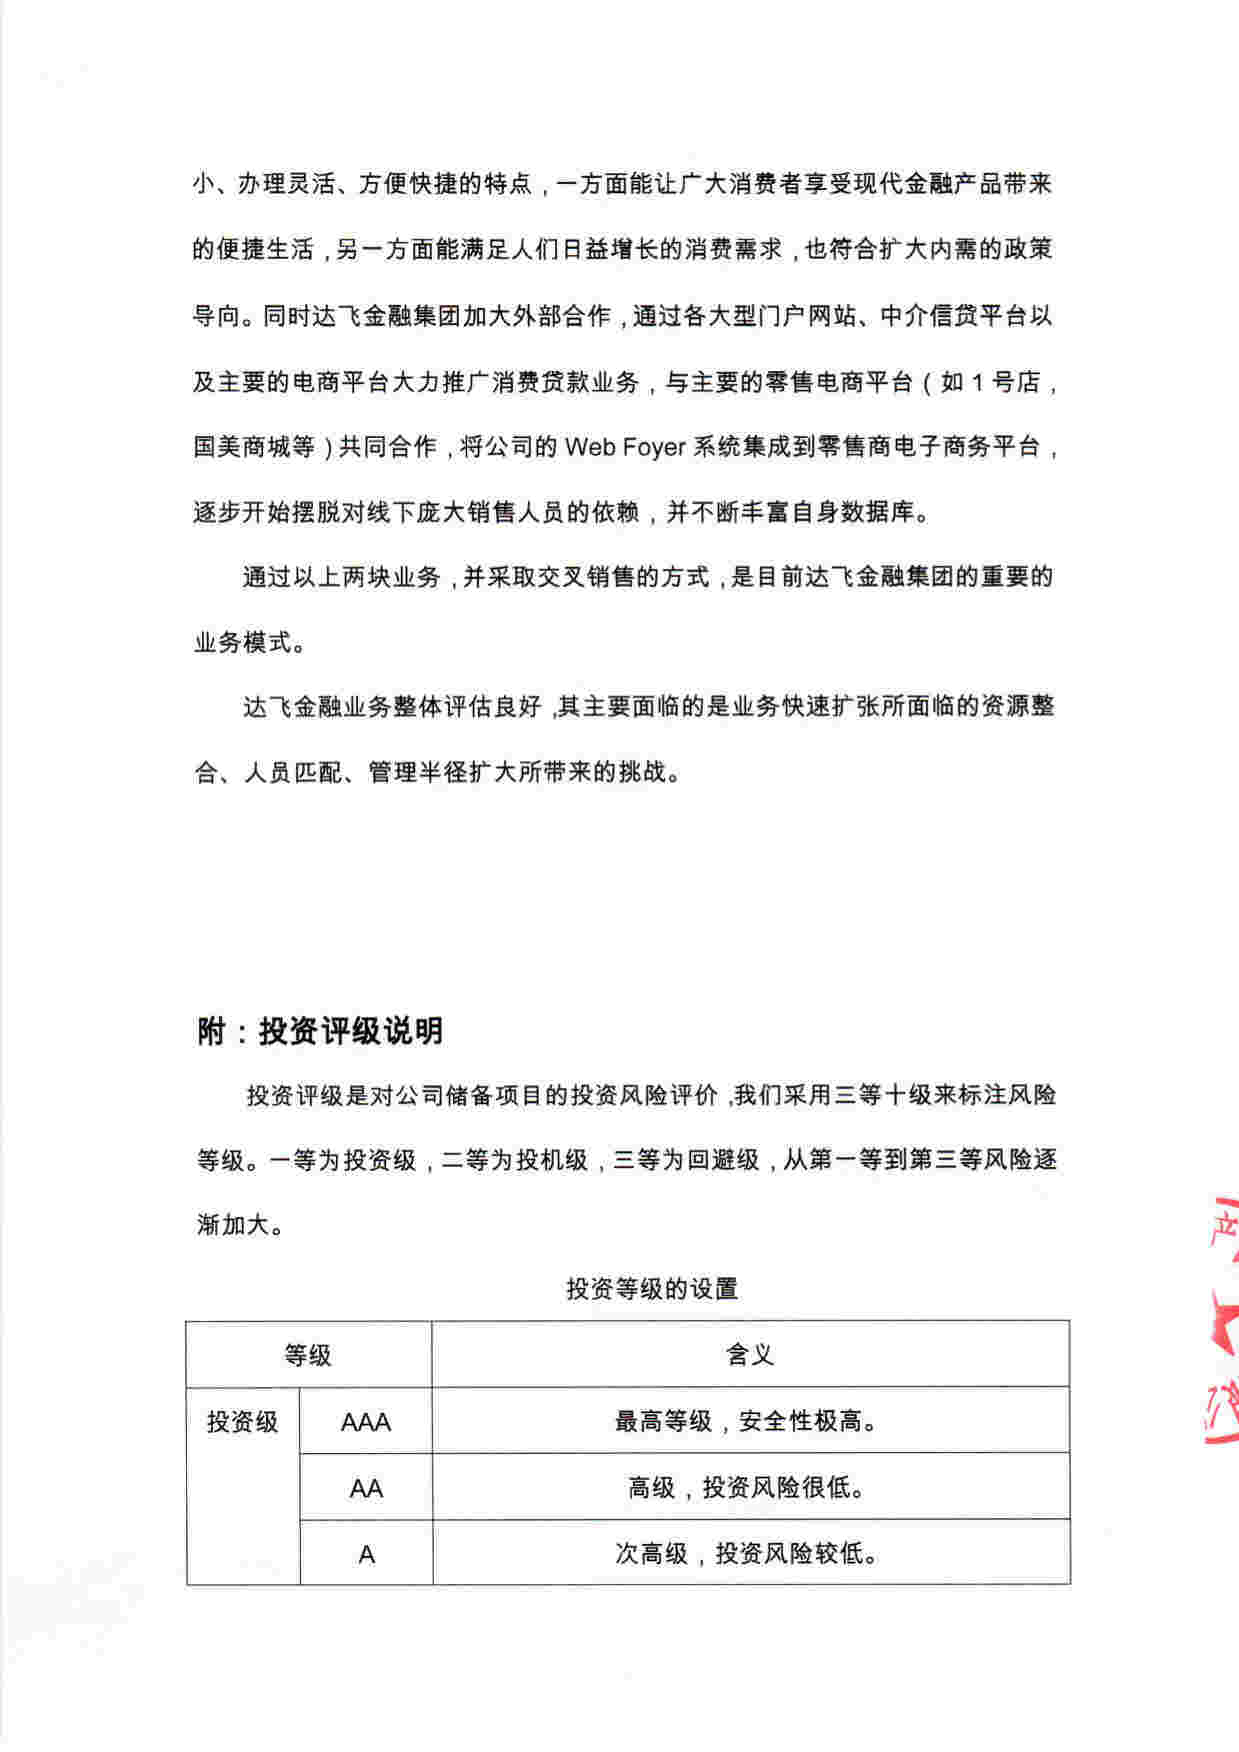 小、办理灵活、方便快捷的特点，一方面能让广大消费者享受现代金融产品带来
的便捷生活，另一方面能满足人们日益增长的消费需求，也符合扩大内需的政策
导向。同时达飞金融集团加大外部合作，通过各大型门户网站、中介信贷平台以
及主要的电商平台大力推广消费贷款业务，与主要的零售电商平台（如 1 号店，
国美商城等）共同合作，将公司的 Web Foyer 系统集成到零售商电子商务平台，
逐步开始摆脱对线下庞大销售人员的依赖，并不断丰富自身数据库。
通过以上两块业务，并采取交叉销售的方式，是目前达飞金融集团的重要的
业务模式。
达飞金融业务整体评估良好，其主要面临的是业务快速扩张所面临的资源整
合、人员匹配、管理半径扩大所带来的挑战。
附：投资评级说明
投资评级是对公司储备项目的投资风险评价，我们采用三等十级来标注风险
等级。一等为投资级，二等为投机级，三等为回避级，从第一等到第三等风险逐
渐加大。
投资等级的设置
等级 含义
投资级 AAA 最高等级，安全性极高。
AA 高级，投资风险很低。
A 次高级，投资风险较低。
产